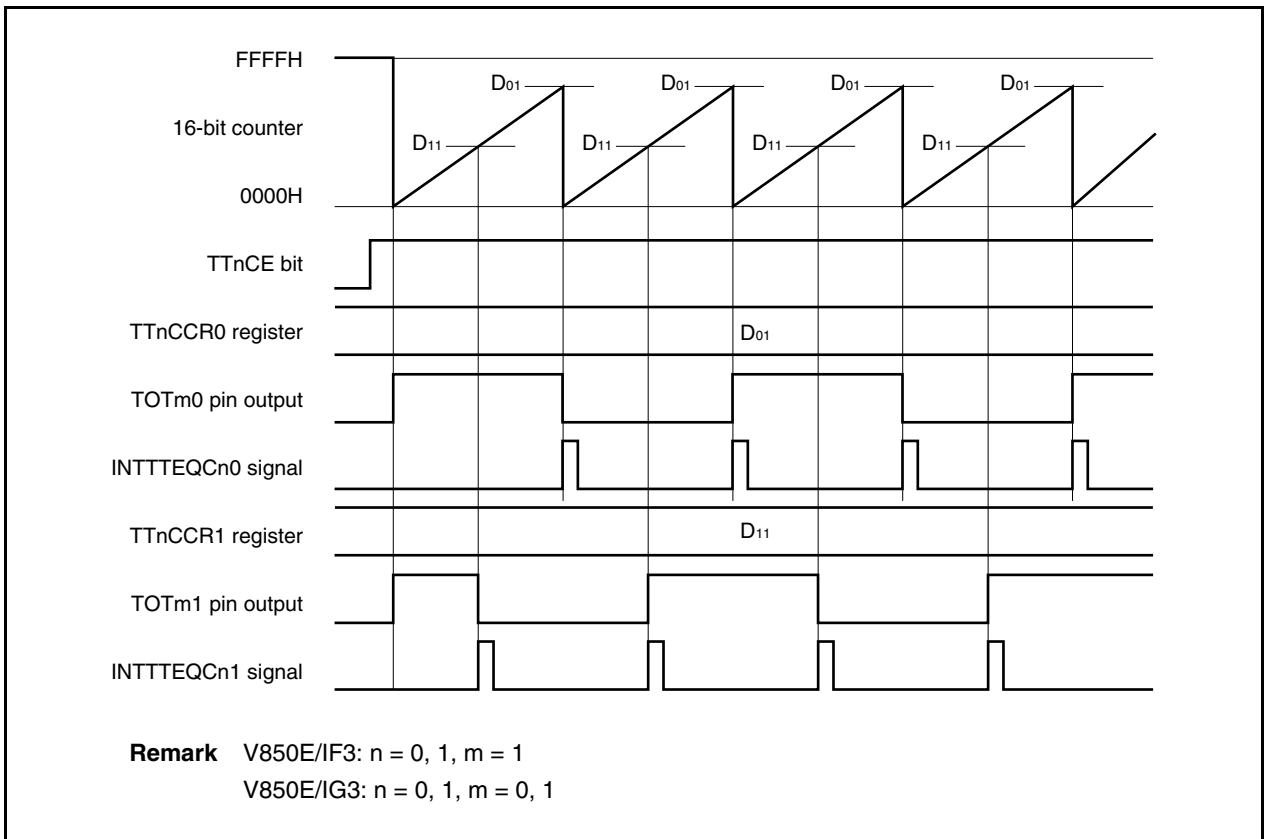 FFFFH
D01 D01 D01 D01
16-bit counter
D11 D11 D11 D11
0000H
TTnCE bit
TTnCCR0 register D01
TOTm0 pin output
INTTTEQCn0 signal
TTnCCR1 register D11
TOTm1 pin output
INTTTEQCn1 signal
Remark V850E/IF3: n = 0, 1, m = 1
V850E/IG3: n = 0, 1, m = 0, 1